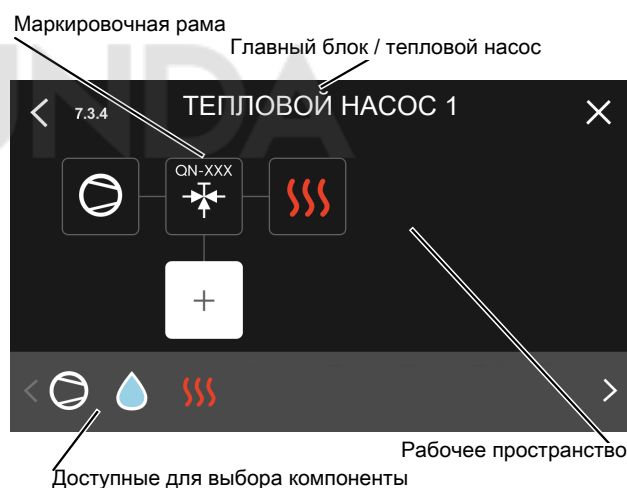 Маркировочная рама
Главный блок / тепловой насос
7.3.4 ТЕПЛОВОЙ НАСОС 1
QN-XXX
Рабочее пространство
Доступные для выбора компоненты